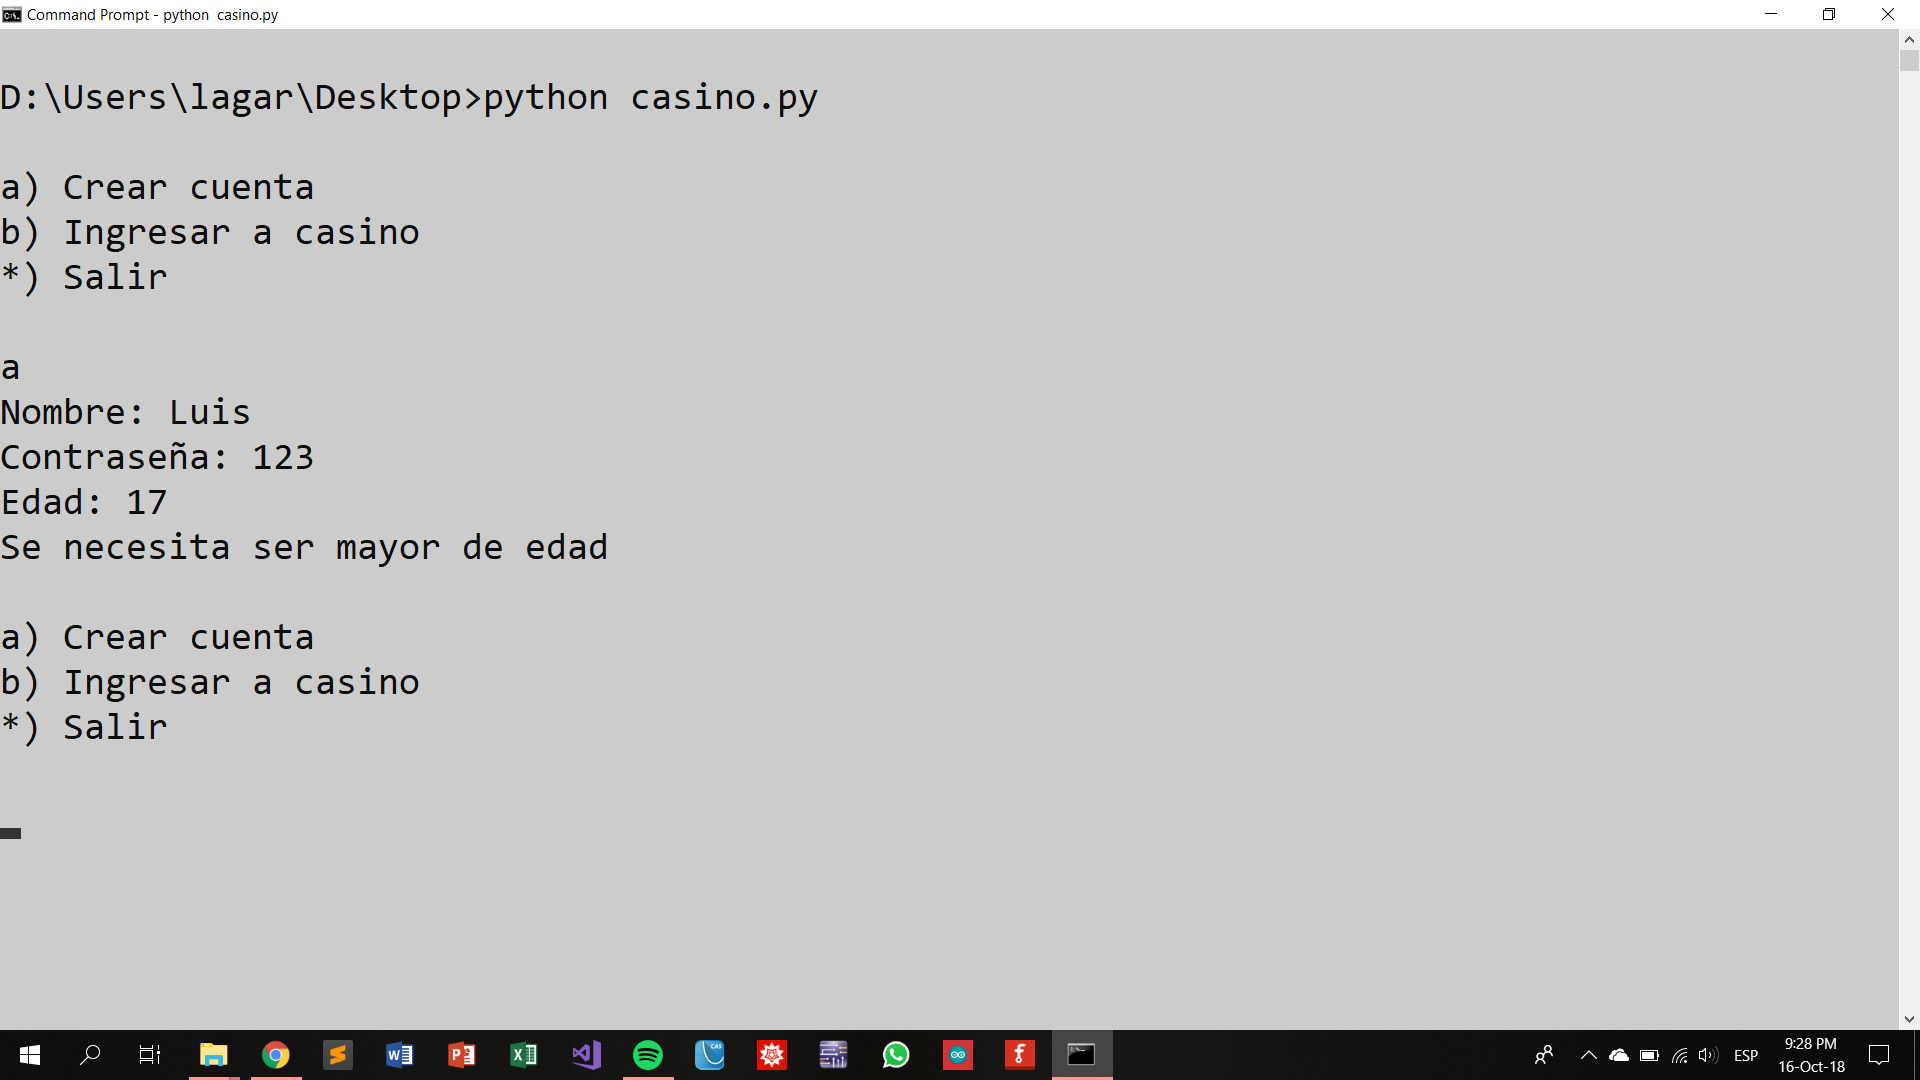 Command Prompt - python  casino.py
D:\Users\lagar\Desktop>python casino.py
a) Crear cuenta
b) Ingresar a casino
*) Salir
a
Nombre: Luis
Contraseña: 123
Edad: 17
Se necesita ser mayor de edad
a) Crear cuenta
b) Ingresar a casino
*) Salir
ESP
9:28 PM
16-Oct-18